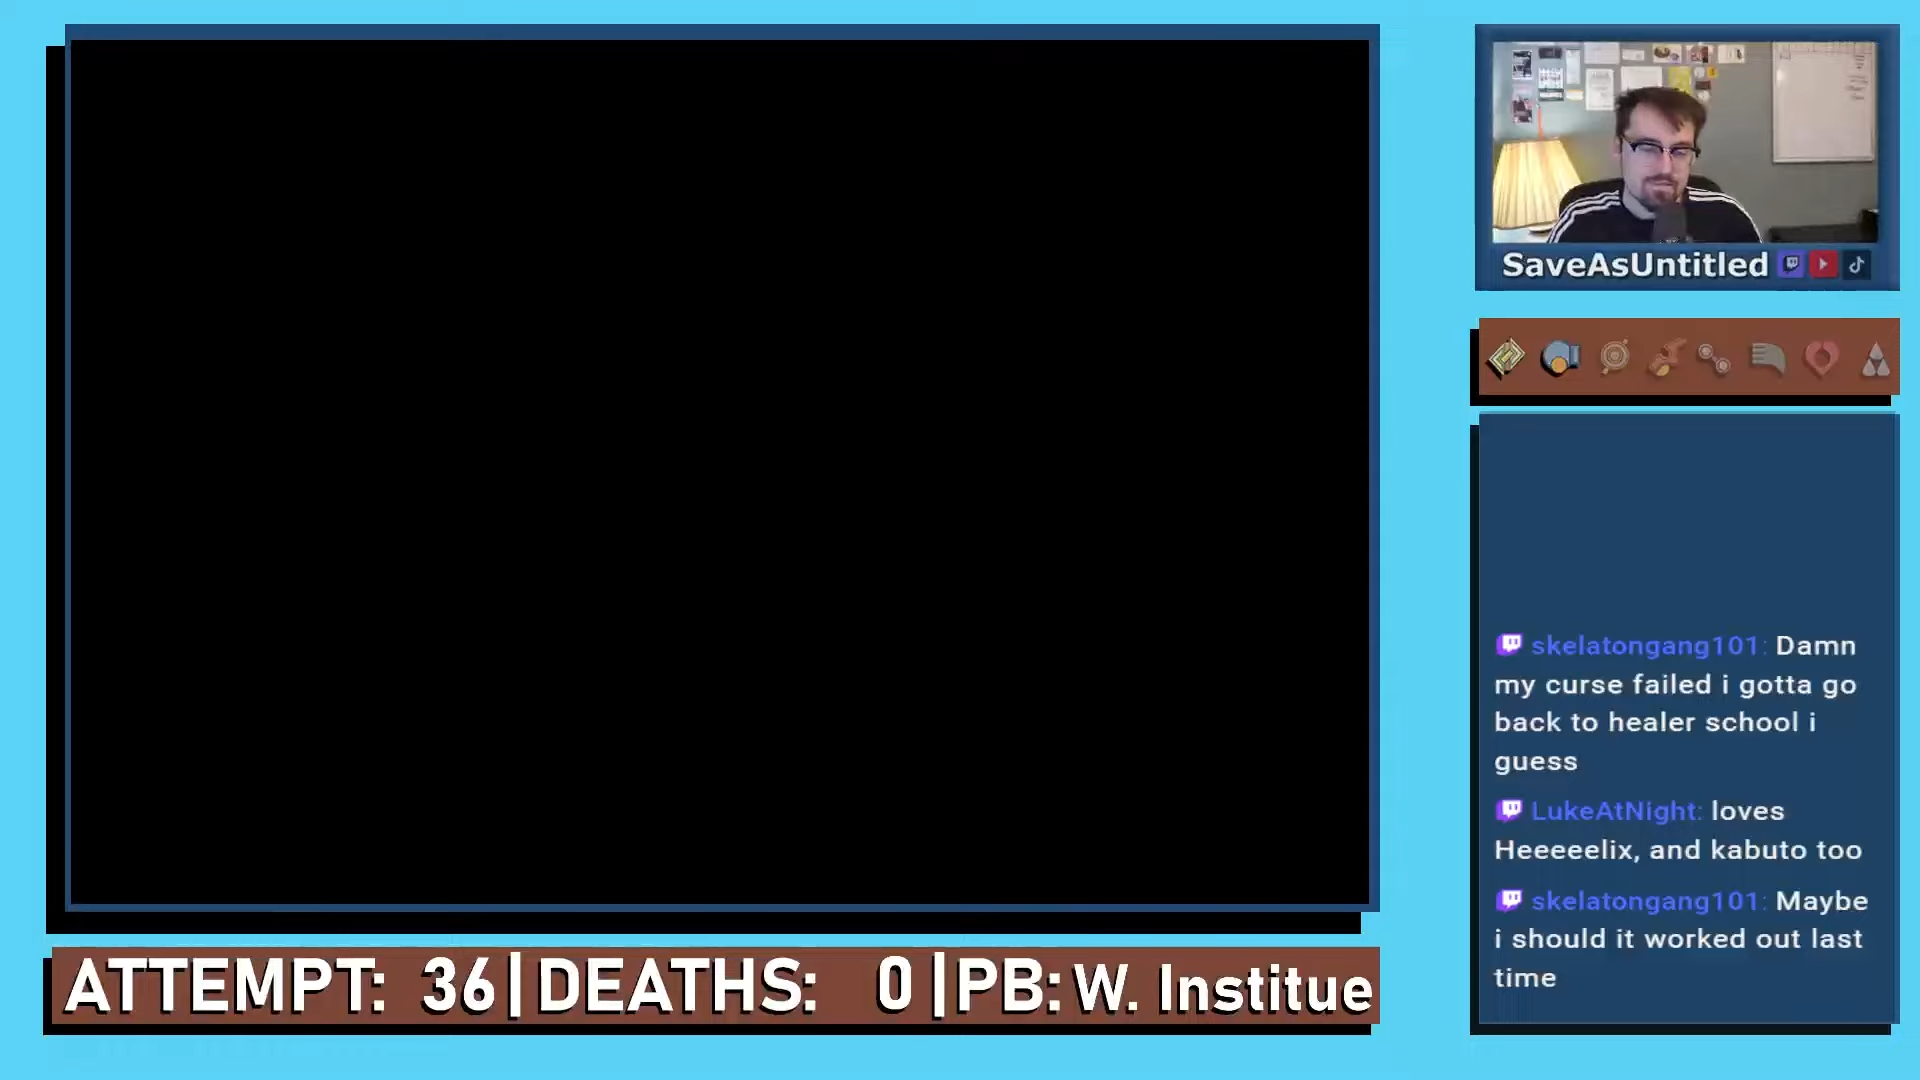 SaveAsUntitled
skelatongang101: Damn
my curse failed i gotta go
back to healer school i
guess
LukeAtNight: loves
Heeeeelix, and kabuto too
skelatongang101: Maybe
i should it worked out last
time
ATTEMPT: 36|DEATHS: 0|PB: W. Institue